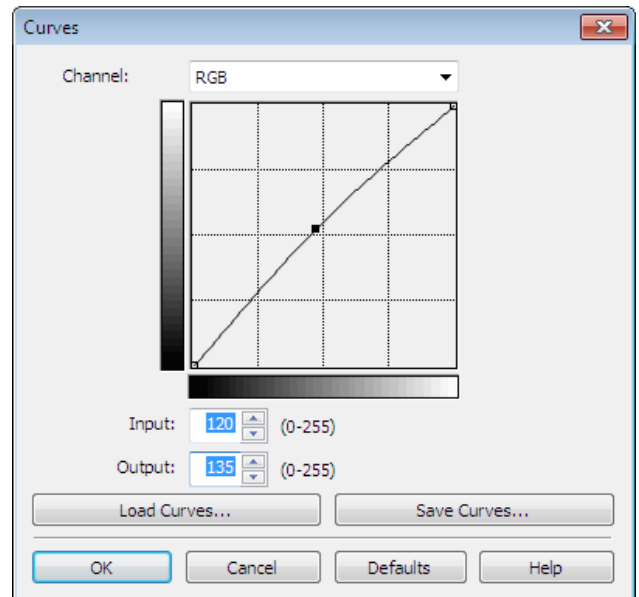 Curves
Channel: RGB
Input: 120 (0-255)
Output: 135 (0-255)
Load Curves... Save Curves...
OK Cancel Defaults Help